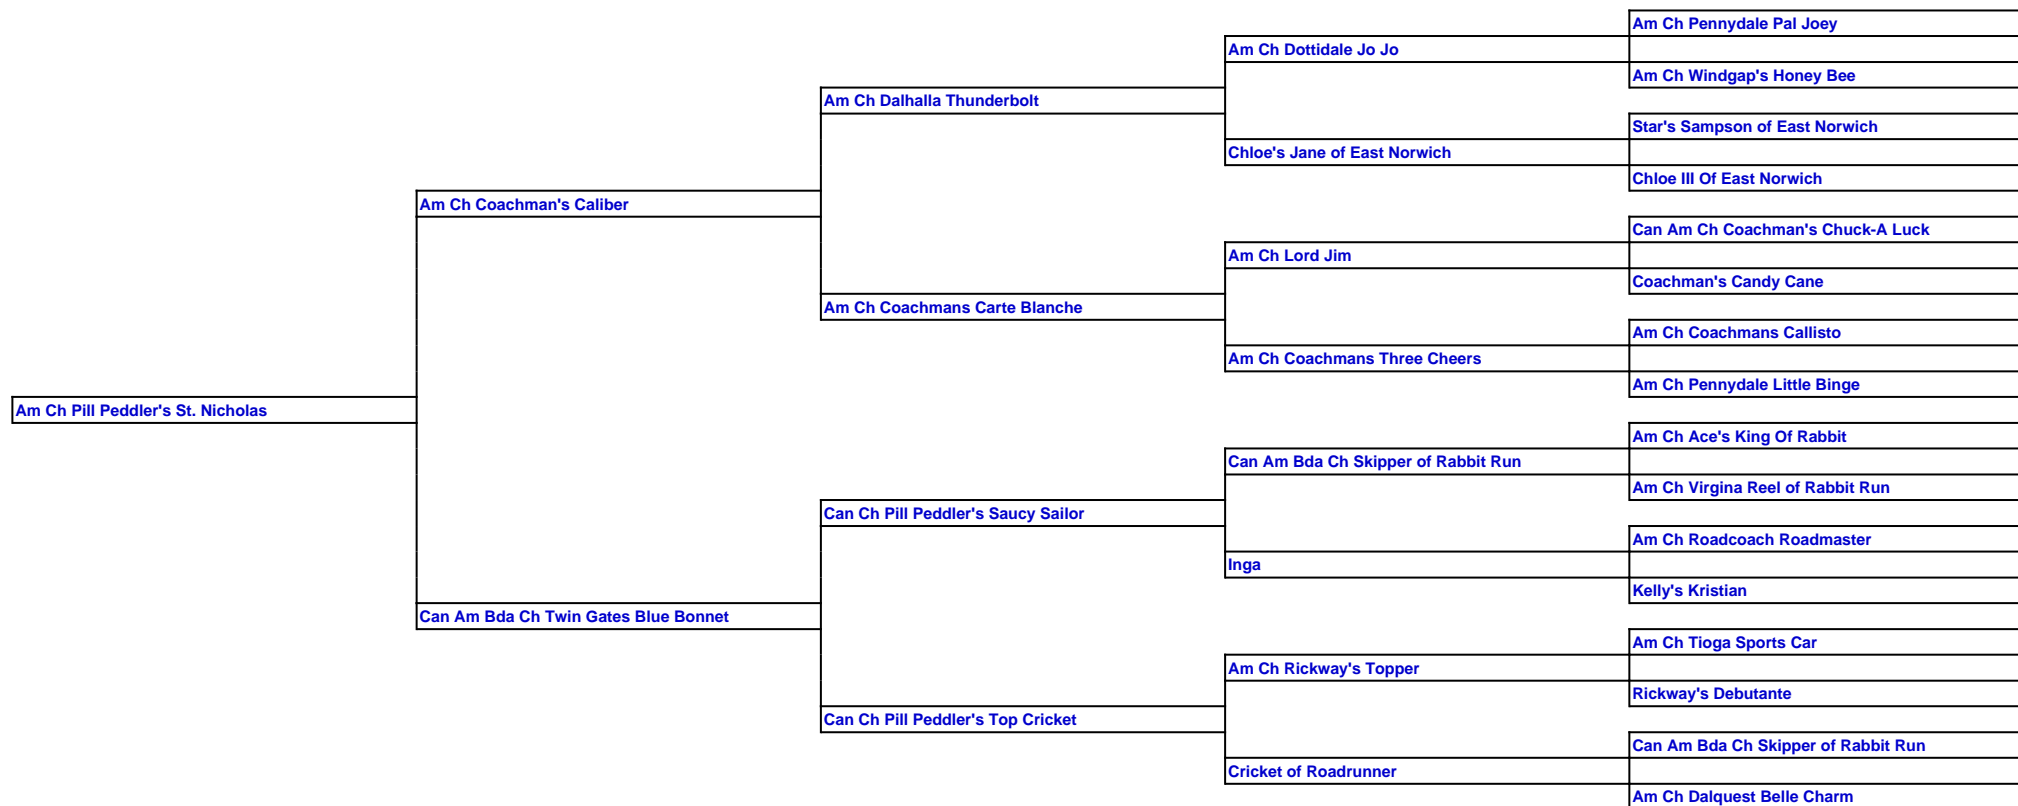 Am Ch Pennydale Pal Joey
Am Ch Dottidale Jo Jo
Am Ch Windgap's Honey Bee
Am Ch Dalhalla Thunderbolt
Star's Sampson of East Norwich
Chloe's Jane of East Norwich
Chloe III Of East Norwich
Am Ch Coachman's Caliber
Can Am Ch Coachman's Chuck-A Luck
Am Ch Lord Jim
Coachman's Candy Cane
Am Ch Coachmans Carte Blanche
Am Ch Coachmans Callisto
Am Ch Coachmans Three Cheers
Am Ch Pennydale Little Binge
Am Ch Pill Peddler's St. Nicholas
Am Ch Ace's King Of Rabbit
Can Am Bda Ch Skipper of Rabbit Run
Am Ch Virgina Reel of Rabbit Run
Can Ch Pill Peddler's Saucy Sailor
Am Ch Roadcoach Roadmaster
Inga
Kelly's Kristian
Can Am Bda Ch Twin Gates Blue Bonnet
Am Ch Tioga Sports Car
Am Ch Rickway's Topper
Rickway's Debutante
Can Ch Pill Peddler's Top Cricket
Can Am Bda Ch Skipper of Rabbit Run
Cricket of Roadrunner
Am Ch Dalquest Belle Charm